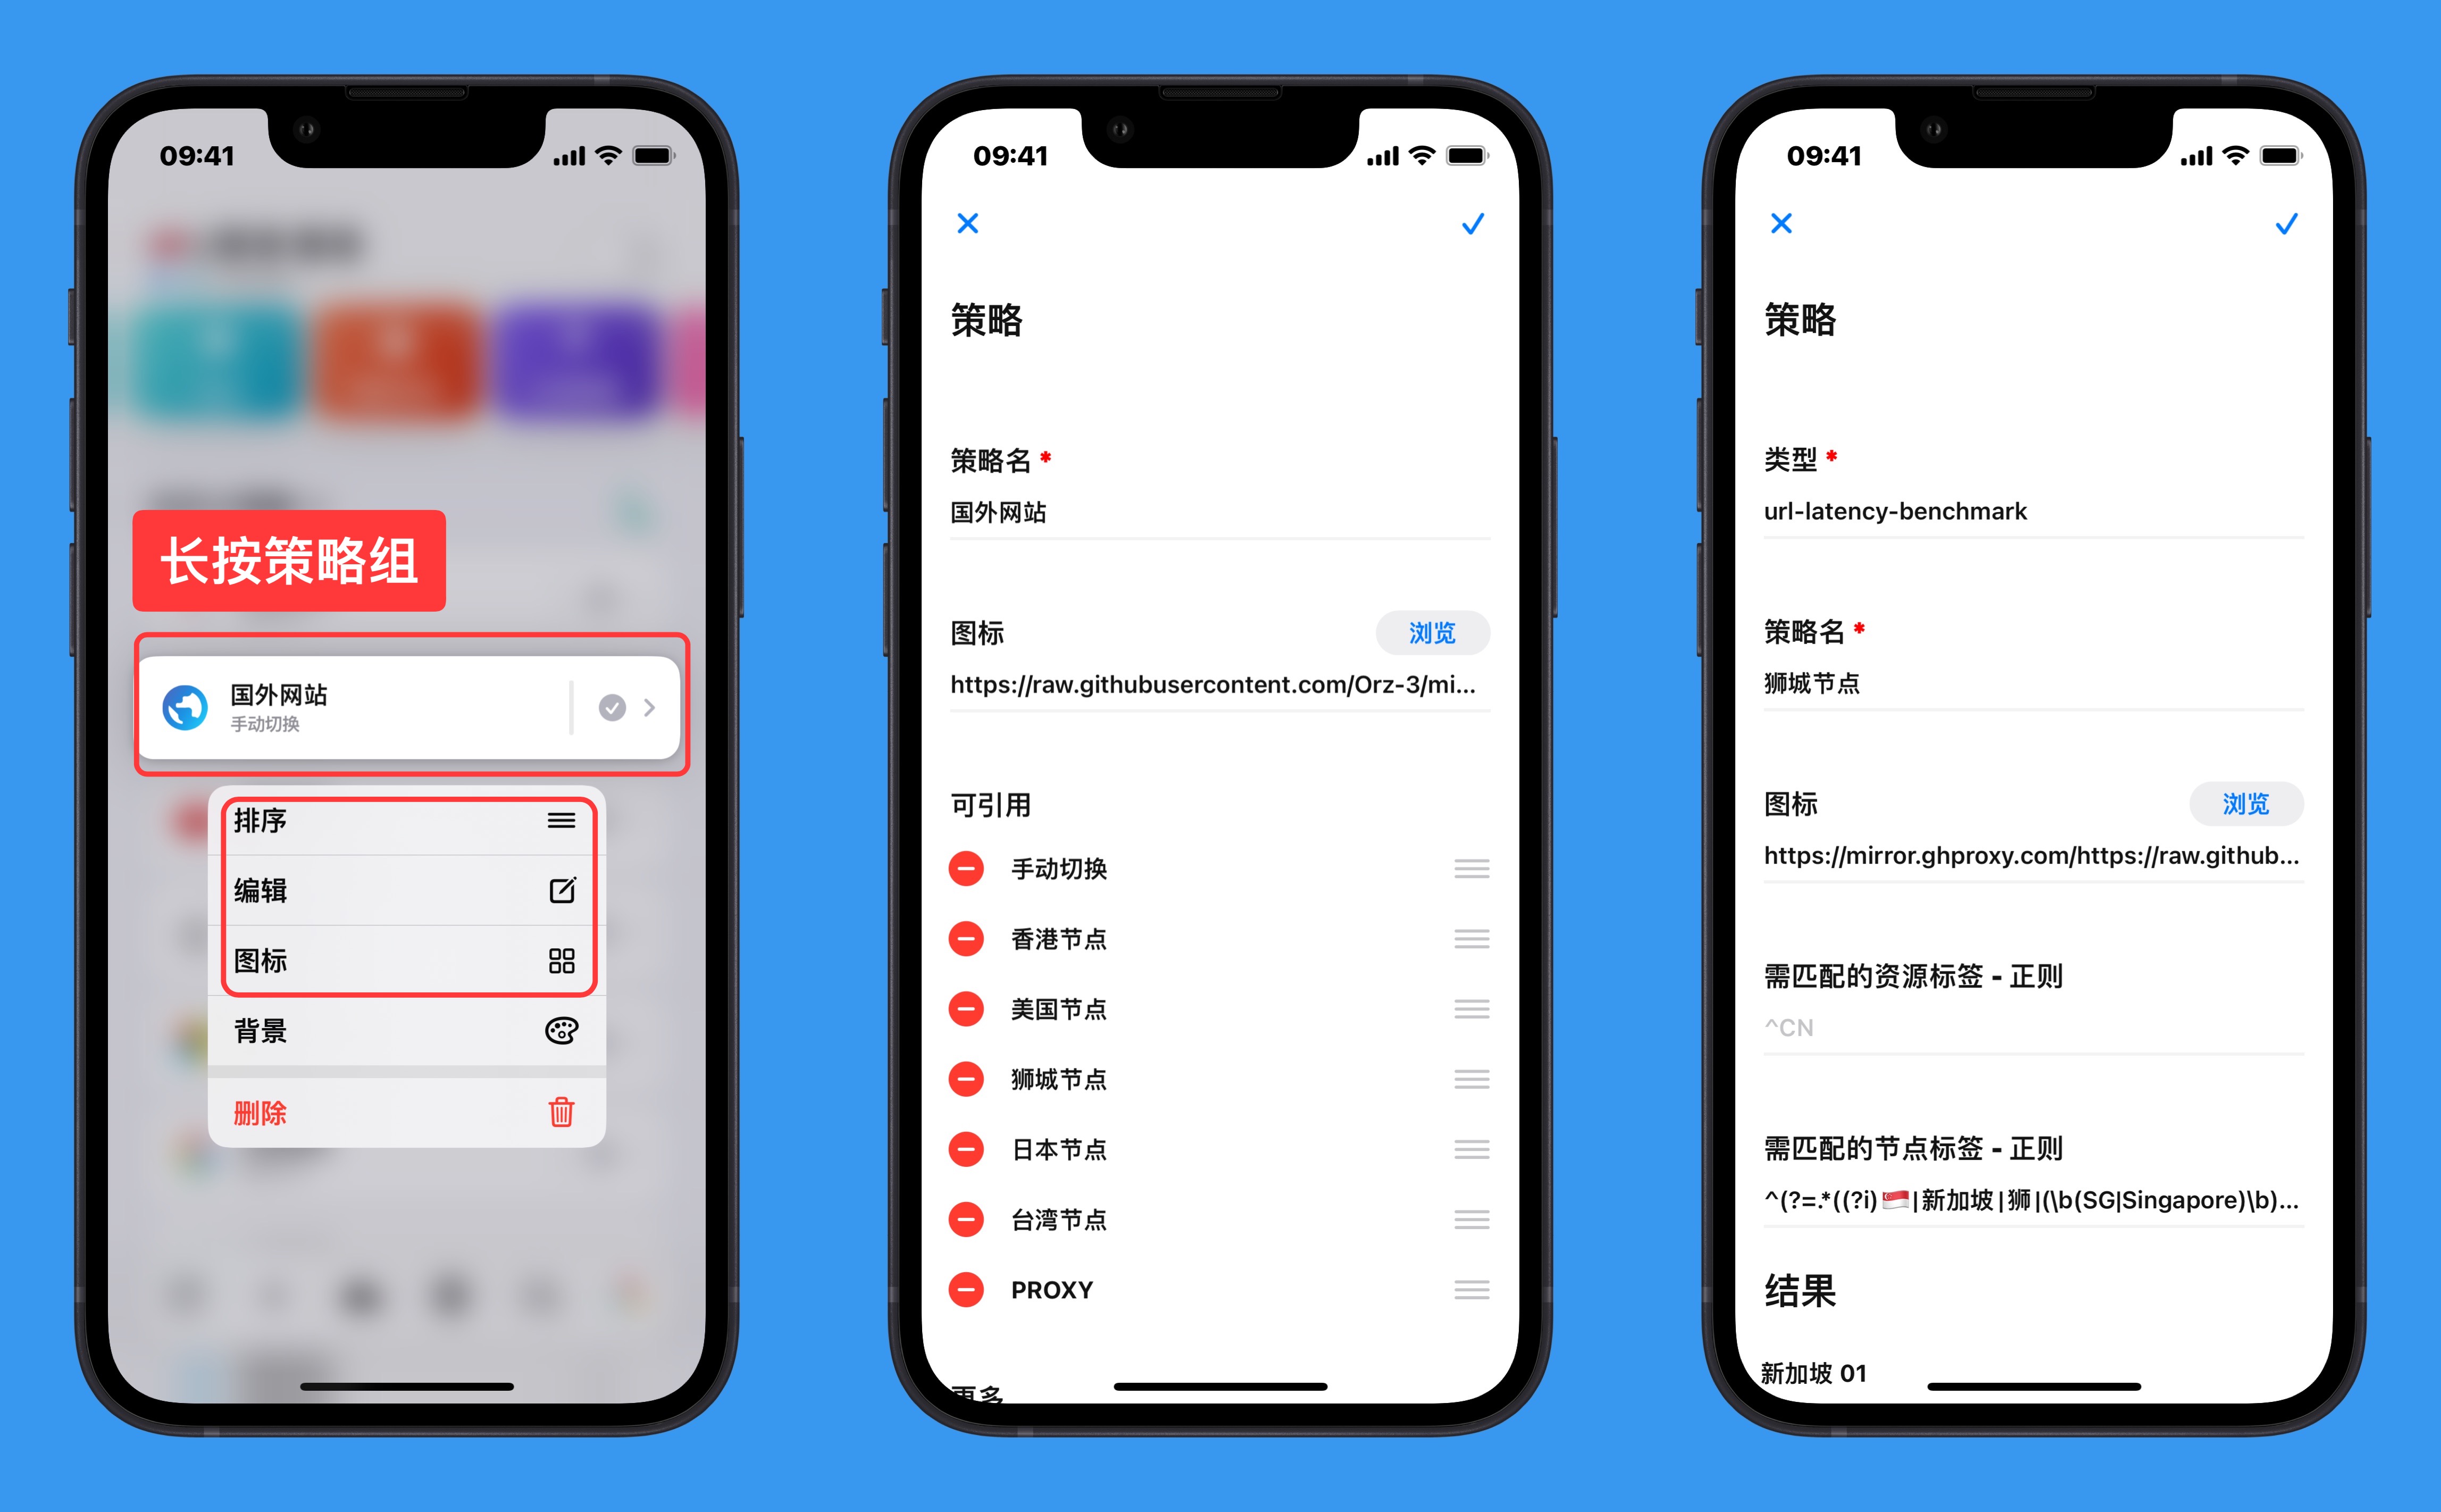 09:41
长按策略组
国外网站
手动切换
排序
编辑
图标
背景
删除
09:41
策略
策略名 *
国外网站
图标
浏览
https://raw.githubusercontent.com/Orz-3/mi...
可引用
手动切换
香港节点
美国节点
狮城节点
日本节点
台湾节点
PROXY
更多
09:41
策略
类型 *
url-latency-benchmark
策略名 *
狮城节点
图标
浏览
https://mirror.ghproxy.com/https://raw.github...
需匹配的资源标签 - 正则
^CN
需匹配的节点标签 - 正则
^(?=.*((?i)🇸🇬|新加坡|狮|(\b(SG|Singapore)\b)...
结果
新加坡 01